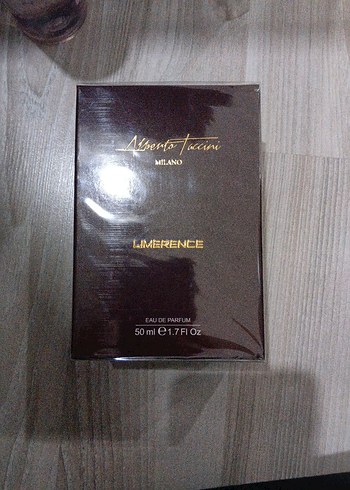 Alberto Taccini
MILANO
LIMERENCE
EAU DE PARFUM
50 ml ℮ 1.7 Fl Oz